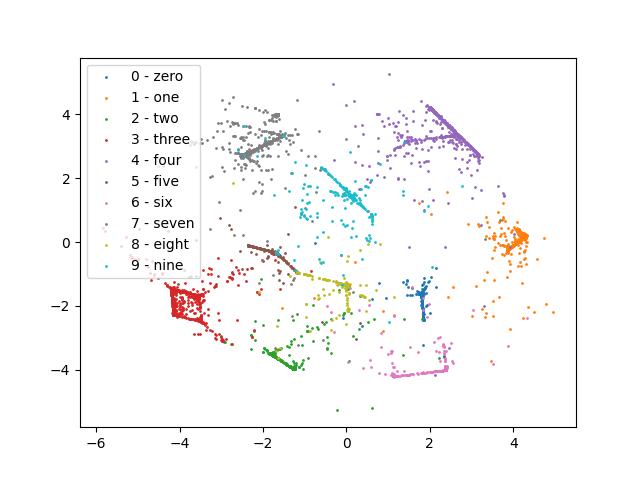 0 - zero
1 - one
2 - two
3 - three
4 - four
5 - five
6 - six
7 - seven
8 - eight
9 - nine
4
2
0
−2
−4
−6
−4
−2
0
2
4